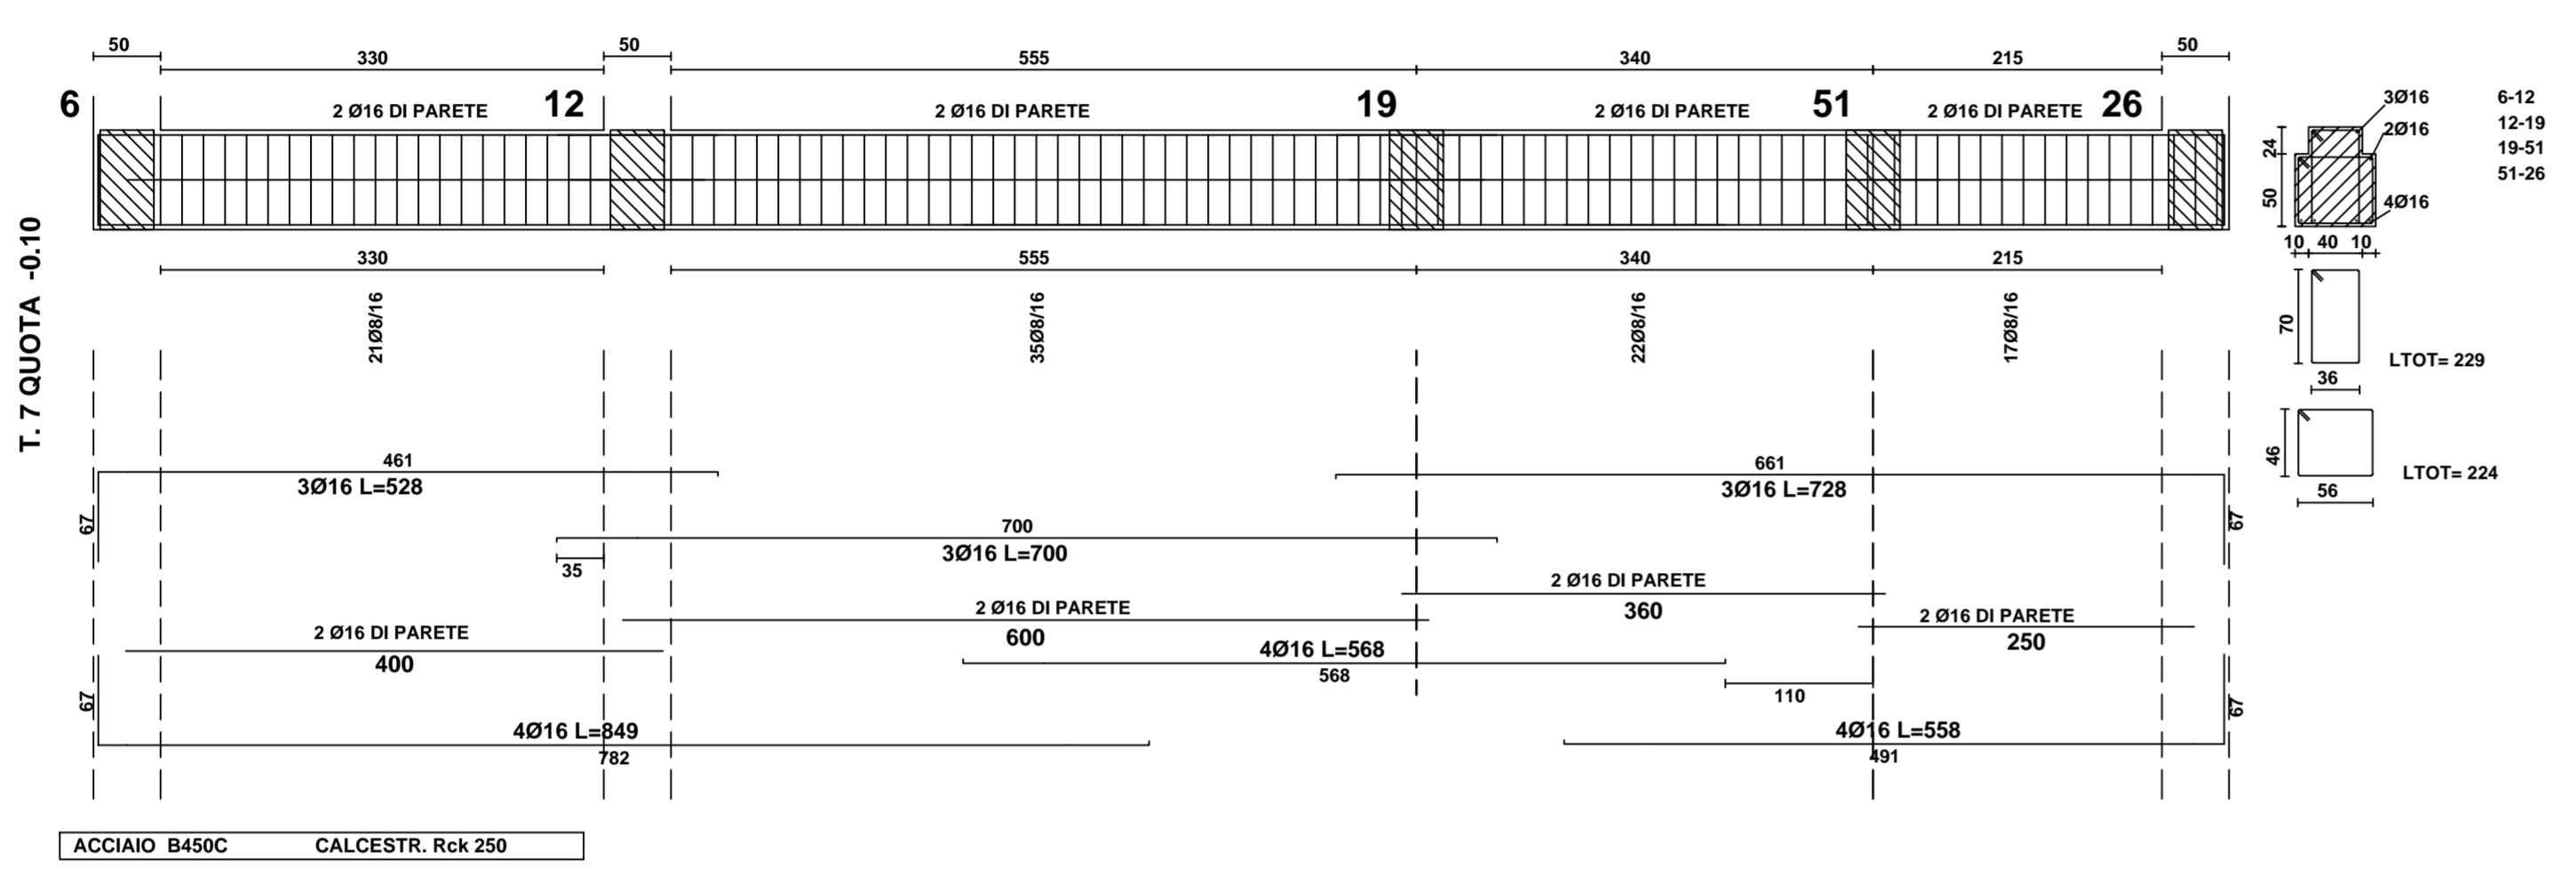 50
50
50
330
555
340
215
6
2 Ø16 DI PARETE
12
2 Ø16 DI PARETE
19
2 Ø16 DI PARETE
51
2 Ø16 DI PARETE
26
3Ø16
2Ø16
4Ø16
6-12
12-19
19-51
51-26
24
50
10 40 10
T. 7 QUOTA -0.10
330
555
340
215
21Ø8/16
35Ø8/16
22Ø8/16
17Ø8/16
70
36
LTOT= 229
46
56
LTOT= 224
461
3Ø16 L=528
67
661
3Ø16 L=728
67
700
3Ø16 L=700
35
2 Ø16 DI PARETE
360
2 Ø16 DI PARETE
600
2 Ø16 DI PARETE
250
2 Ø16 DI PARETE
400
4Ø16 L=568
568
110
67
4Ø16 L=849
782
4Ø16 L=558
491
67
ACCIAIO B450C CALCESTR. Rck 250